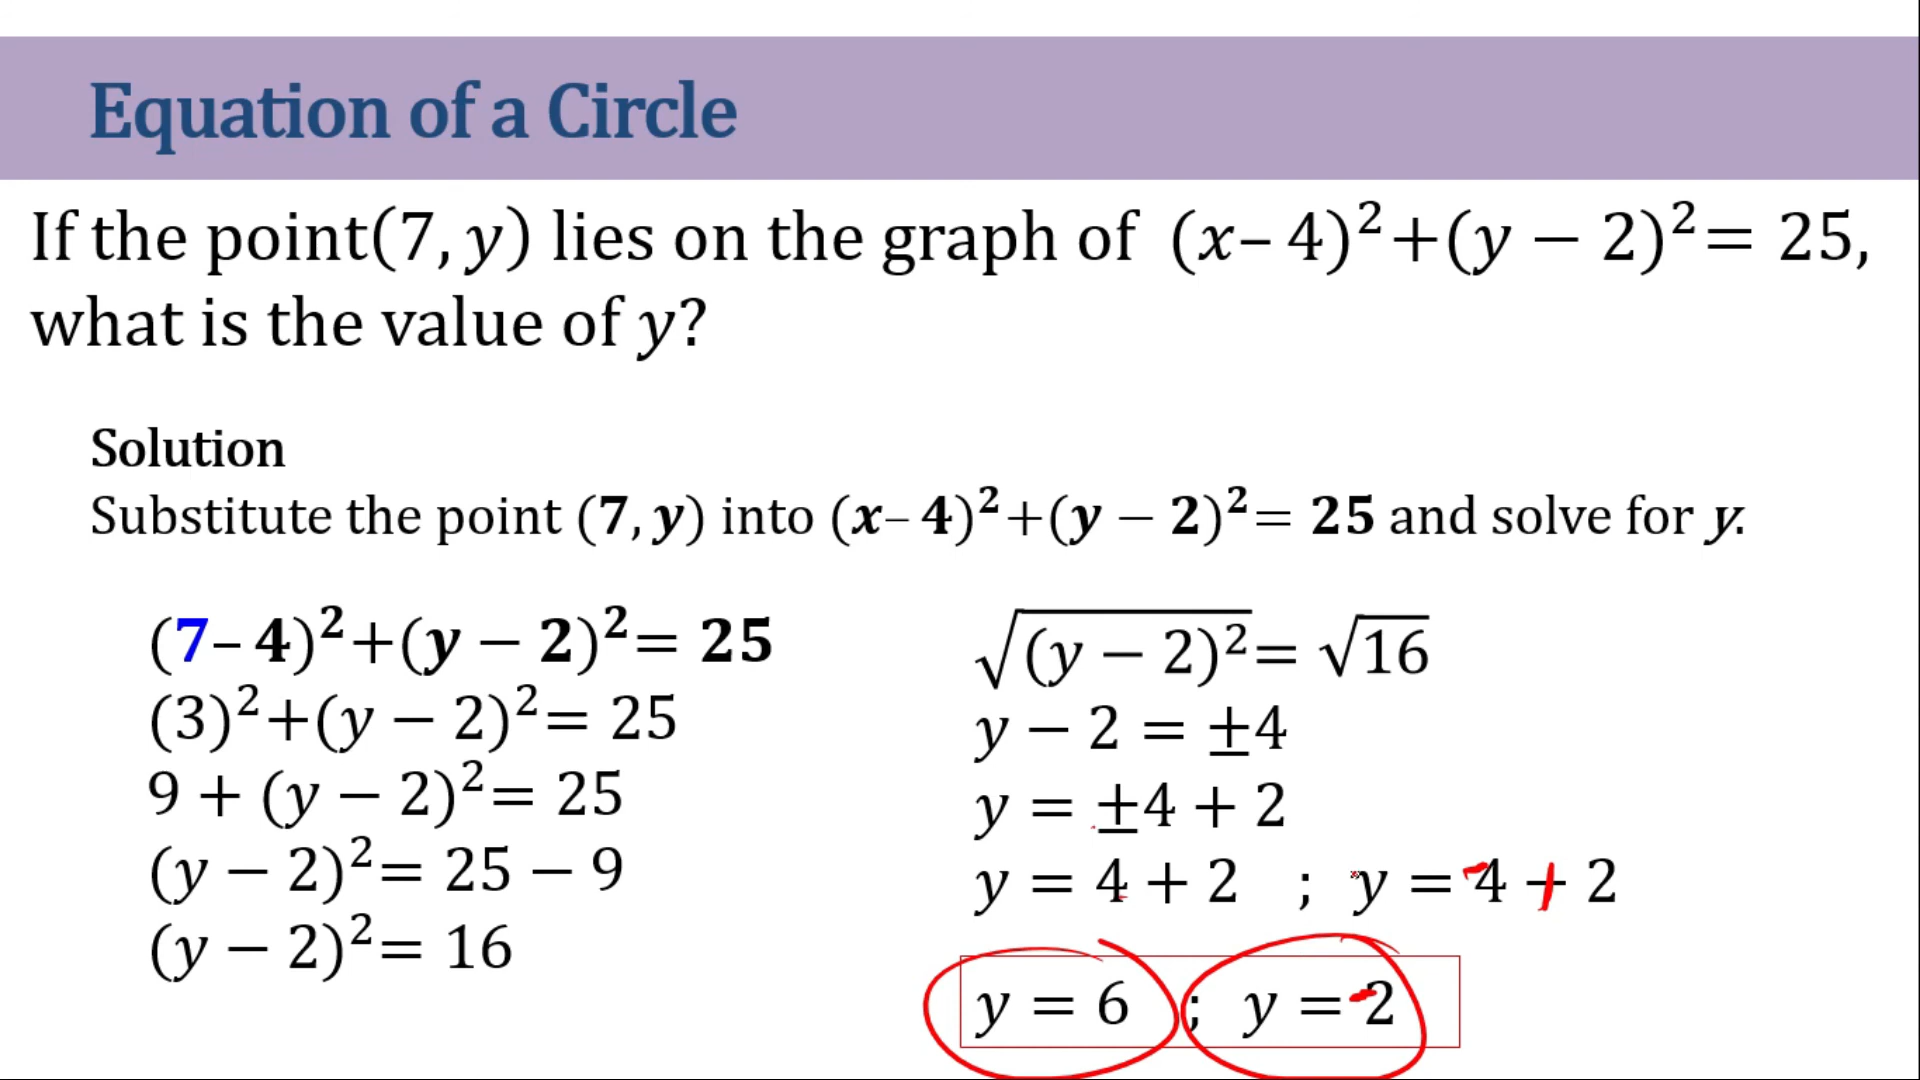 Equation of a Circle
If the point(7, y) lies on the graph of (x– 4)²+(y − 2)²= 25,
what is the value of y?
Solution
Substitute the point (7, y) into (x– 4)²+(y − 2)²= 25 and solve for y.
(7– 4)²+(y − 2)²= 25
(3)²+(y − 2)²= 25
9 + (y − 2)²= 25
(y − 2)²= 25 − 9
(y − 2)²= 16
√(y − 2)²= √16
y − 2 = ±4
y = ±4 + 2
y = 4 + 2 ; y = -4 + 2
y = 6 ; y = -2